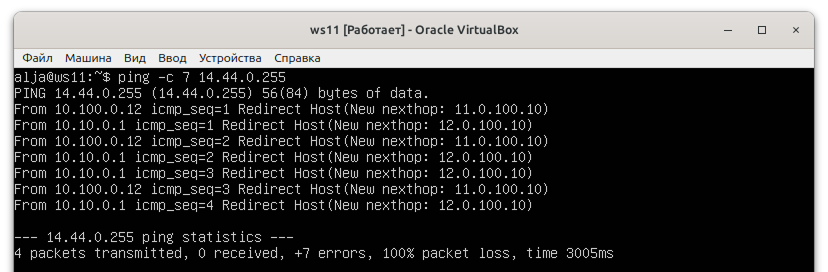 ws11 [Работает] - Oracle VirtualBox
Файл Машина Вид Ввод Устройства Справка
alja@ws11:~$ ping -c 7 14.44.0.255
PING 14.44.0.255 (14.44.0.255) 56(84) bytes of data.
From 10.100.0.12 icmp_seq=1 Redirect Host(New nexthop: 11.0.100.10)
From 10.10.0.1 icmp_seq=1 Redirect Host(New nexthop: 12.0.100.10)
From 10.100.0.12 icmp_seq=2 Redirect Host(New nexthop: 11.0.100.10)
From 10.10.0.1 icmp_seq=2 Redirect Host(New nexthop: 12.0.100.10)
From 10.10.0.1 icmp_seq=3 Redirect Host(New nexthop: 12.0.100.10)
From 10.100.0.12 icmp_seq=3 Redirect Host(New nexthop: 11.0.100.10)
From 10.10.0.1 icmp_seq=4 Redirect Host(New nexthop: 12.0.100.10)
--- 14.44.0.255 ping statistics ---
4 packets transmitted, 0 received, +7 errors, 100% packet loss, time 3005ms